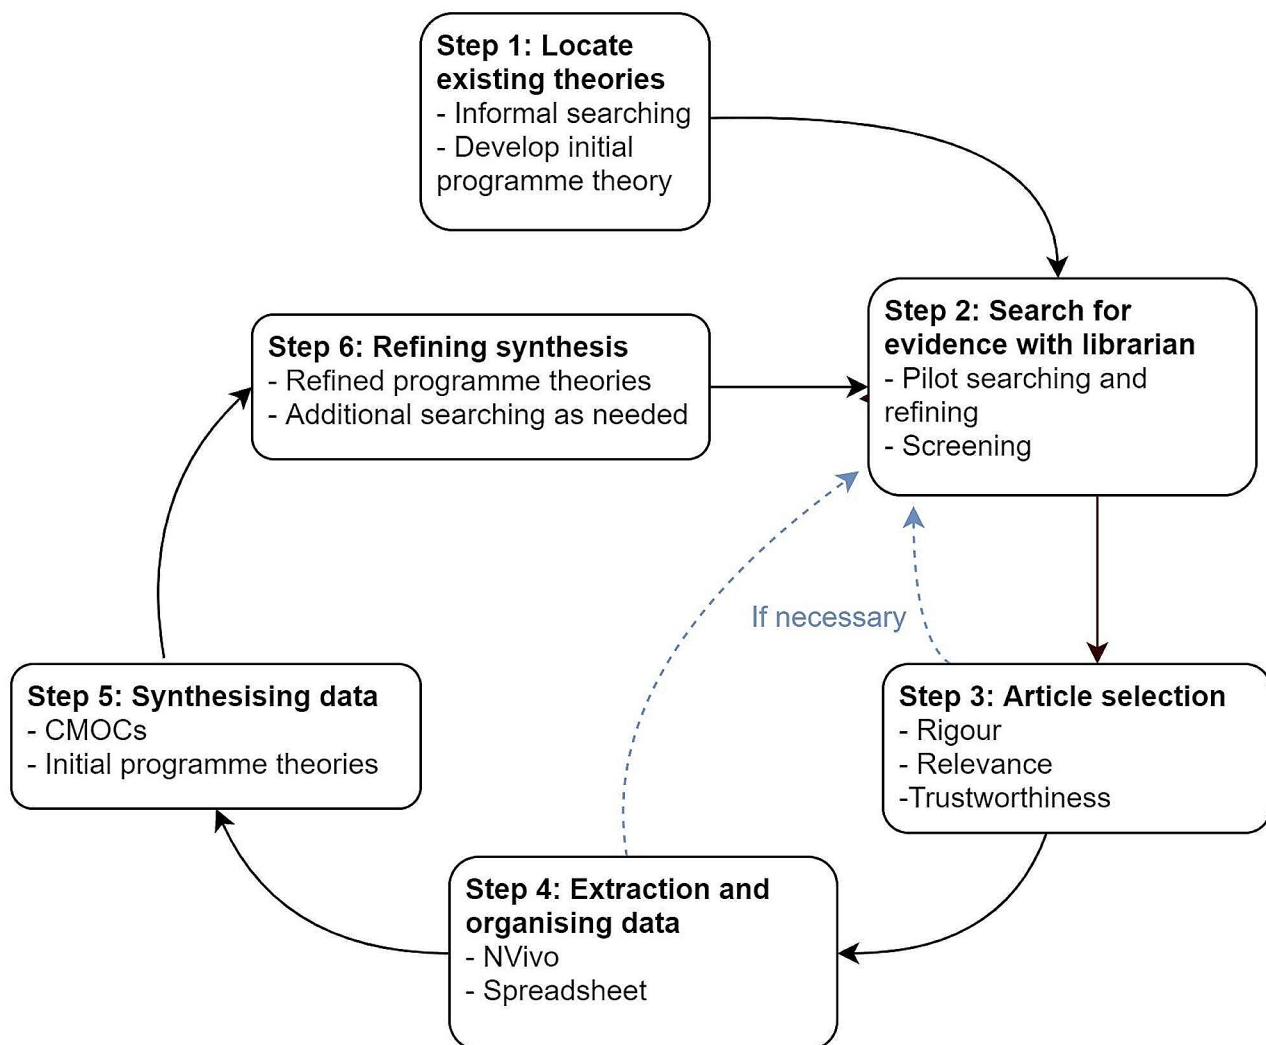 Step 1: Locate
existing theories
- Informal searching
- Develop initial
programme theory
Step 2: Search for
evidence with librarian
- Pilot searching and
refining
- Screening
Step 6: Refining synthesis
- Refined programme theories
- Additional searching as needed
If necessary
Step 3: Article selection
- Rigour
- Relevance
-Trustworthiness
Step 5: Synthesising data
- CMOCs
- Initial programme theories
Step 4: Extraction and
organising data
- NVivo
- Spreadsheet